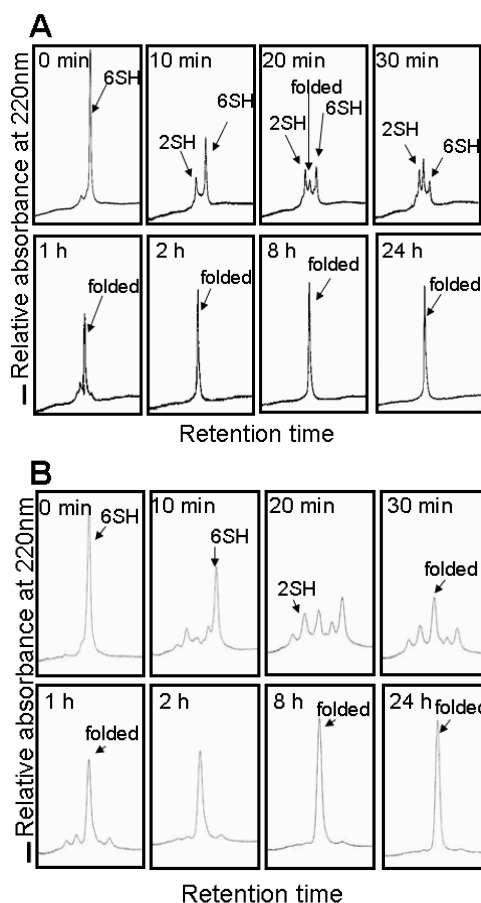 A
Relative absorbance at 220nm
0 min
6SH
10 min
6SH
2SH
20 min
folded
2SH
6SH
30 min
2SH
6SH
1 h
folded
2 h
folded
8 h
folded
24 h
folded
Retention time
B
Relative absorbance at 220nm
0 min
6SH
10 min
6SH
20 min
2SH
30 min
folded
1 h
folded
2 h
8 h
folded
24 h
folded
Retention time